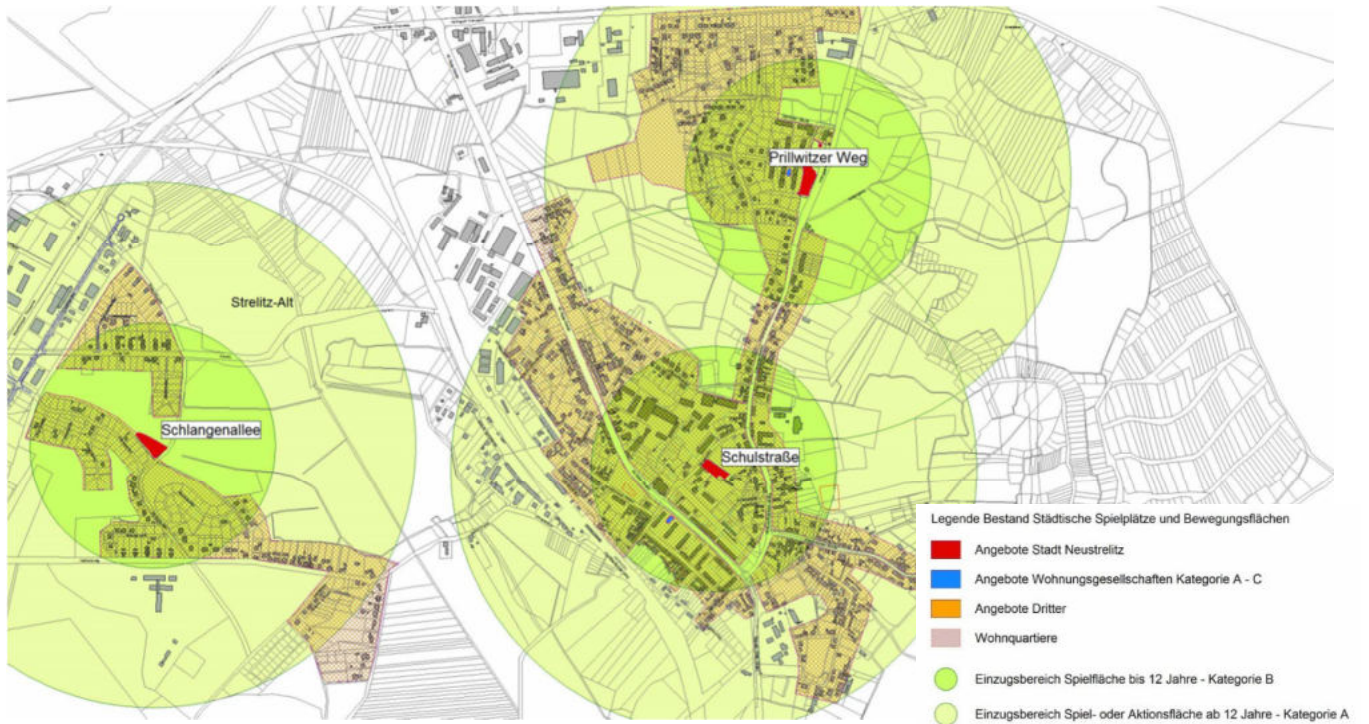 Prillwitzer Weg
Strelitz-Alt
Schlangenallee
Schulstraße
Legende Bestand Städtische Spielplätze und Bewegungsflächen
Angebote Stadt Neustrelitz
Angebote Wohnungsgesellschaften Kategorie A - C
Angebote Dritter
Wohnquartiere
Einzugsbereich Spielfläche bis 12 Jahre - Kategorie B
Einzugsbereich Spiel- oder Aktionsfläche ab 12 Jahre - Kategorie A